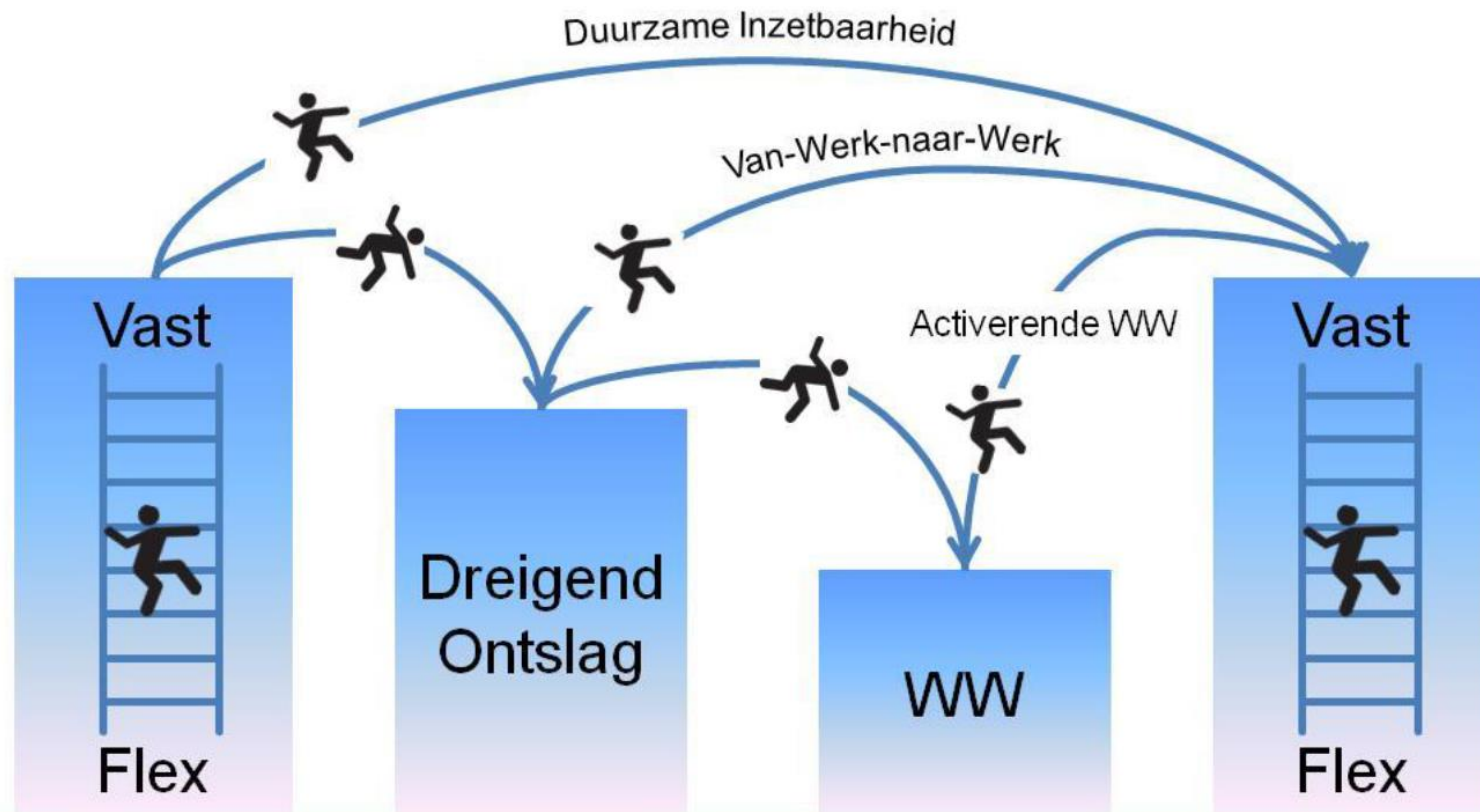 Duurzame Inzetbaarheid
Van-Werk-naar-Werk
Activerende WW
Vast
Flex
Dreigend
Ontslag
WW
Vast
Flex